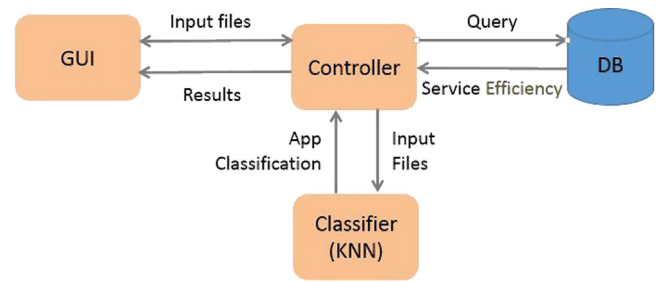 Input files
Query
GUI
Controller
DB
Results
Service Efficiency
App
Classification
Input
Files
Classifier
(KNN)